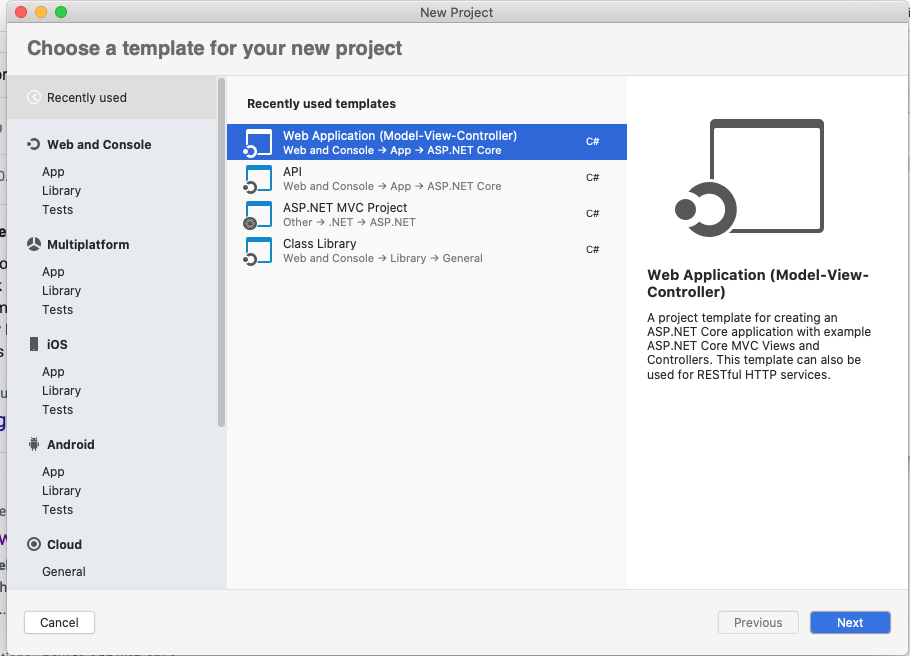 New Project
Choose a template for your new project
Recently used
Web and Console
App
Library
Tests
Multiplatform
App
Library
Tests
iOS
App
Library
Tests
Android
App
Library
Tests
Cloud
General
Recently used templates
Web Application (Model-View-Controller)
Web and Console → App → ASP.NET Core
C#
API
Web and Console → App → ASP.NET Core
C#
ASP.NET MVC Project
Other → .NET → ASP.NET
C#
Class Library
Web and Console → Library → General
C#
Web Application (Model-View-
Controller)
A project template for creating an
ASP.NET Core application with example
ASP.NET Core MVC Views and
Controllers. This template can also be
used for RESTful HTTP services.
Cancel
Previous
Next